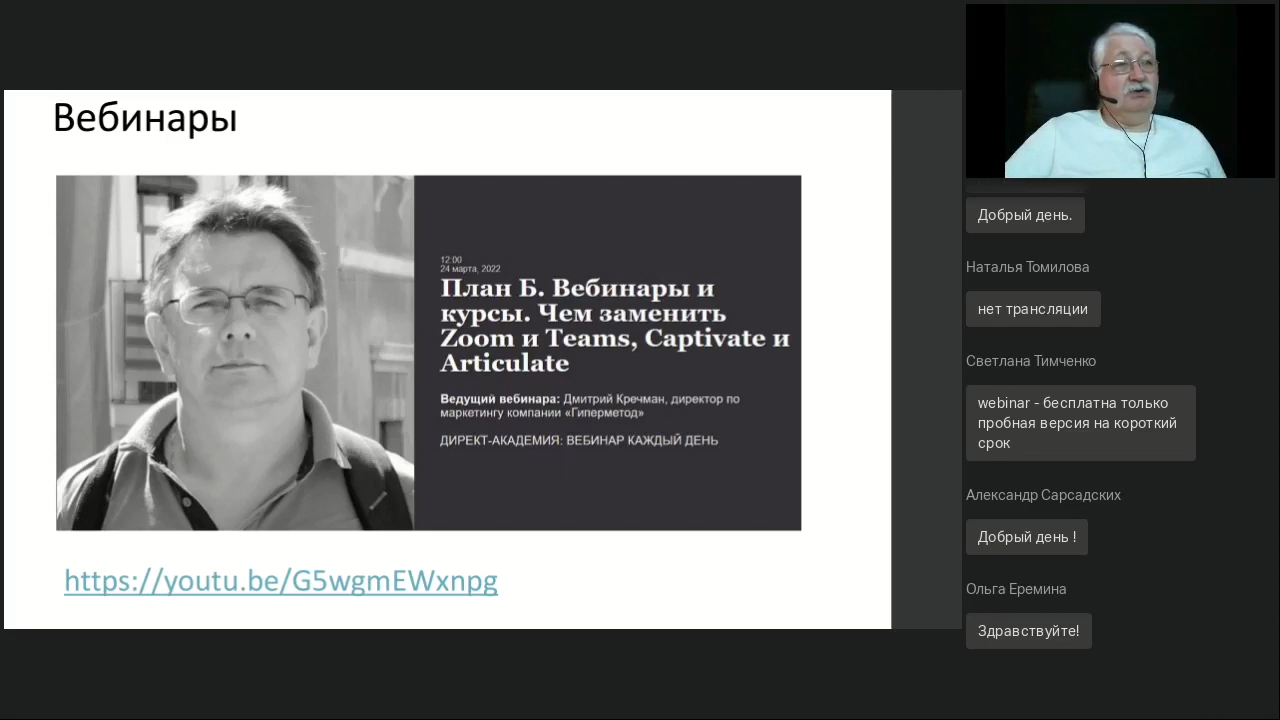 Вебинары
12:00
24 марта, 2022
План Б. Вебинары и
курсы. Чем заменить
Zoom и Teams, Captivate и
Articulate
Ведущий вебинара: Дмитрий Кречман, директор по
маркетингу компании «Гиперметод»
ДИРЕКТ-АКАДЕМИЯ: ВЕБИНАР КАЖДЫЙ ДЕНЬ
https://youtu.be/G5wgmEWxnpg
Добрый день.
Наталья Томилова
нет трансляции
Светлана Тимченко
webinar - бесплатна только
пробная версия на короткий
срок
Александр Сарсадских
Добрый день !
Ольга Еремина
Здравствуйте!